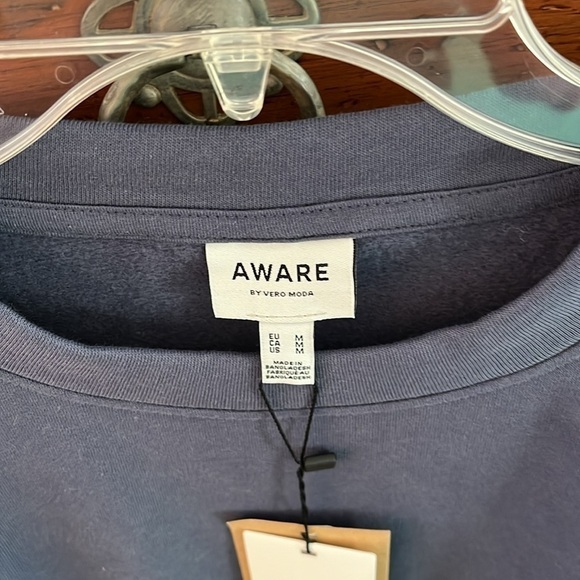 AWARE
BY VERO MODA
EU M
CA M
US M
MADE IN
BANGLADESH
FABRIQUÉ AU
BANGLADESH